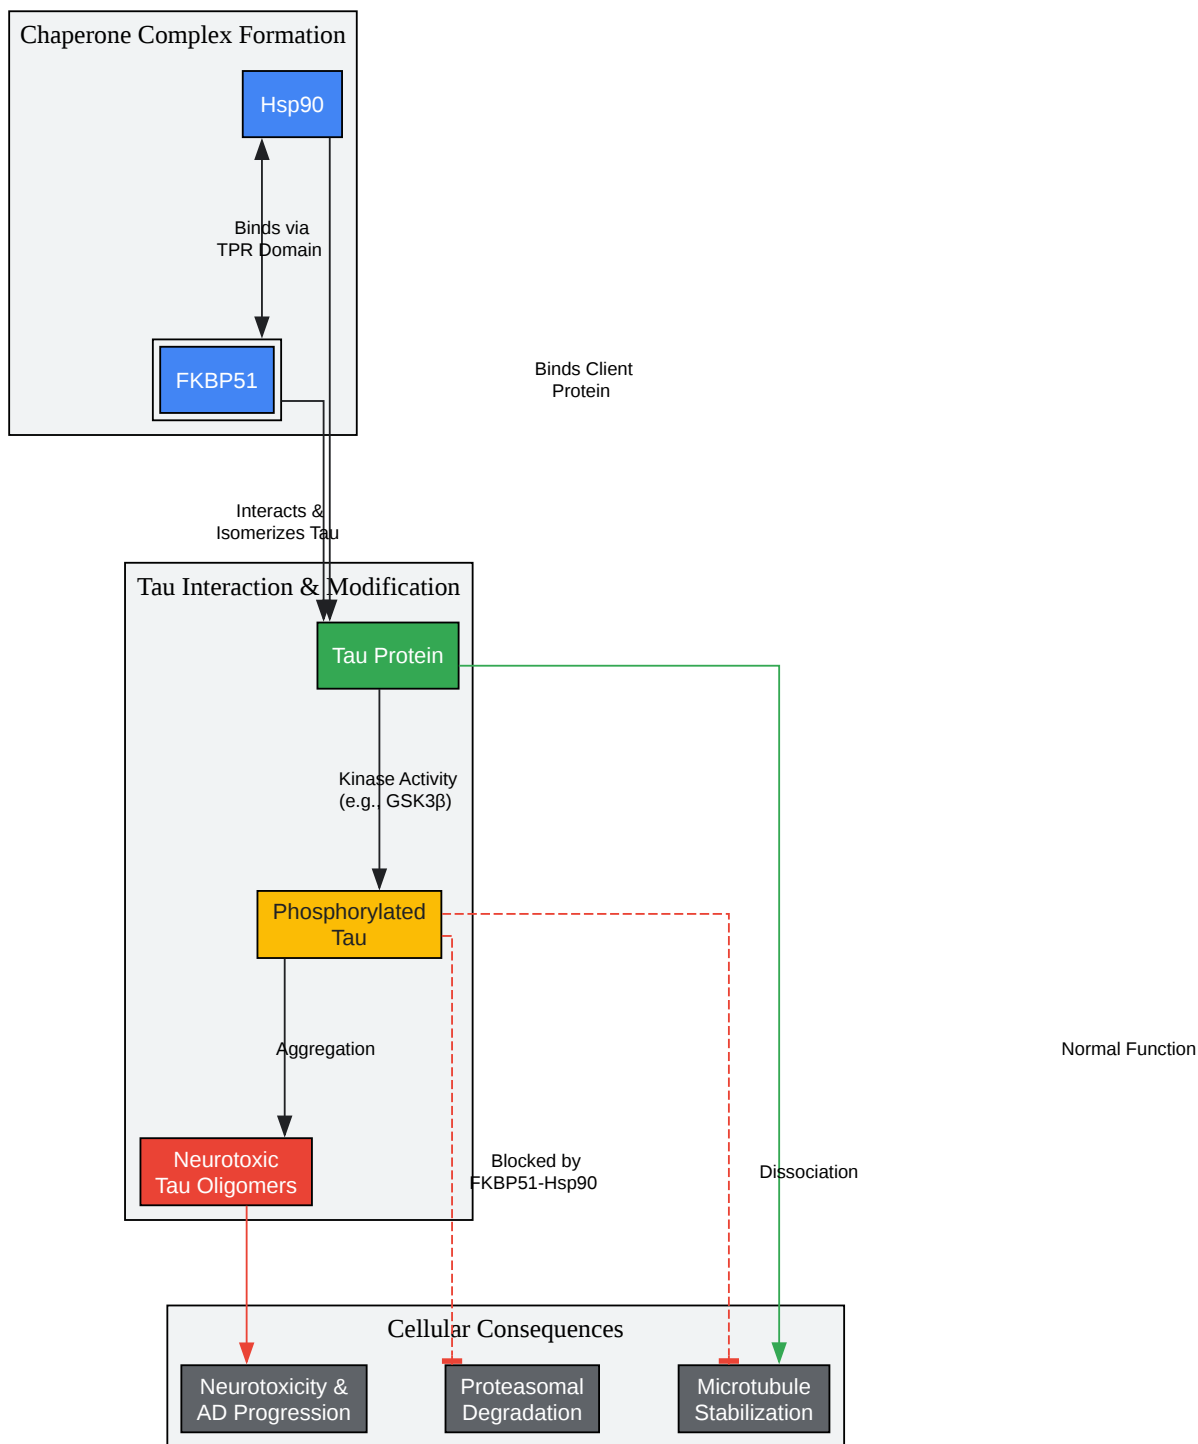 Chaperone Complex Formation
Hsp90
Binds via
TPR Domain
FKBP51
Binds Client
Protein
Interacts &
Isomerizes Tau
Tau Interaction & Modification
Tau Protein
Kinase Activity
(e.g., GSK3β)
Phosphorylated
Tau
Aggregation
Normal Function
Neurotoxic
Tau Oligomers
Blocked by
FKBP51-Hsp90
Dissociation
Cellular Consequences
Neurotoxicity &
AD Progression
Proteasomal
Degradation
Microtubule
Stabilization